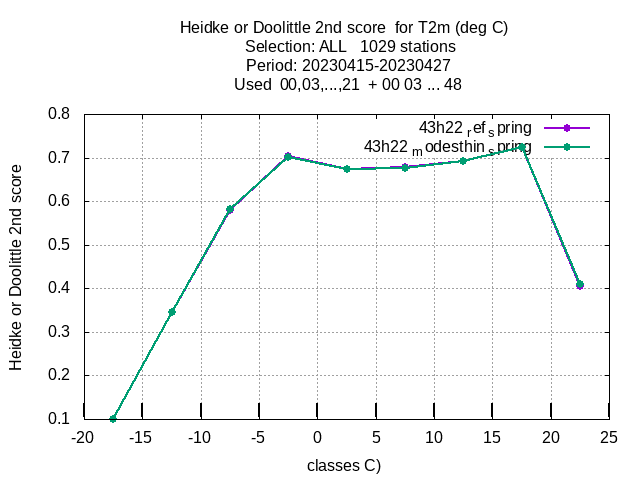 Heidke or Doolittle 2nd score  for T2m (deg C)
Selection: ALL   1029 stations
Period: 20230415-20230427
Used  00,03,...,21  + 00 03 ... 48
43h22 ref spring
43h22 modesthin spring
Heidke or Doolittle 2nd score
0.8
0.7
0.6
0.5
0.4
0.3
0.2
0.1
-20 -15 -10 -5 0 5 10 15 20 25
classes C)